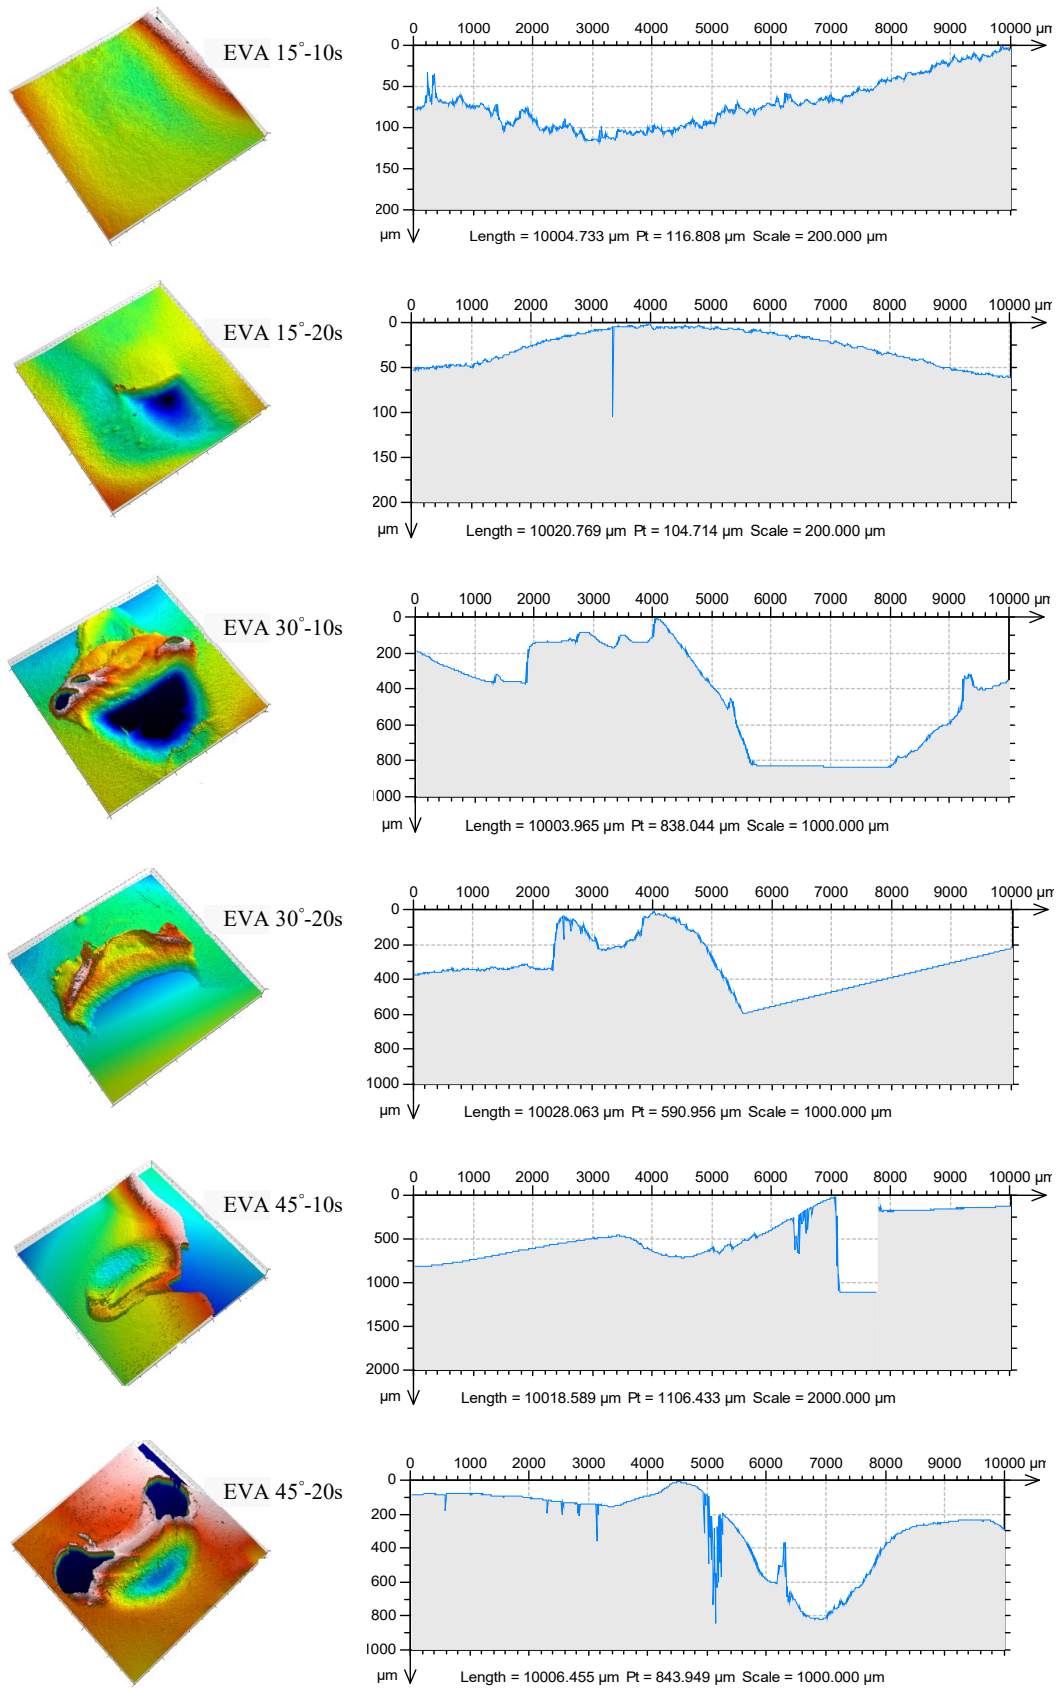 EVA 15°-10s
0 1000 2000 3000 4000 5000 6000 7000 8000 9000 10000 µm
0
50
100
150
200
µm
Length = 10004.733 µm Pt = 116.808 µm Scale = 200.000 µm
EVA 15°-20s
0 1000 2000 3000 4000 5000 6000 7000 8000 9000 10000 µm
0
50
100
150
200
µm
Length = 10020.769 µm Pt = 104.714 µm Scale = 200.000 µm
EVA 30°-10s
0 1000 2000 3000 4000 5000 6000 7000 8000 9000 10000 µm
0
200
400
600
800
1000
µm
Length = 10003.965 µm Pt = 838.044 µm Scale = 1000.000 µm
EVA 30°-20s
0 1000 2000 3000 4000 5000 6000 7000 8000 9000 10000 µm
0
200
400
600
800
1000
µm
Length = 10028.063 µm Pt = 590.956 µm Scale = 1000.000 µm
EVA 45°-10s
0 1000 2000 3000 4000 5000 6000 7000 8000 9000 10000 µm
0
500
1000
1500
2000
µm
Length = 10018.589 µm Pt = 1106.433 µm Scale = 2000.000 µm
EVA 45°-20s
0 1000 2000 3000 4000 5000 6000 7000 8000 9000 10000 µm
0
200
400
600
800
1000
µm
Length = 10006.455 µm Pt = 843.949 µm Scale = 1000.000 µm